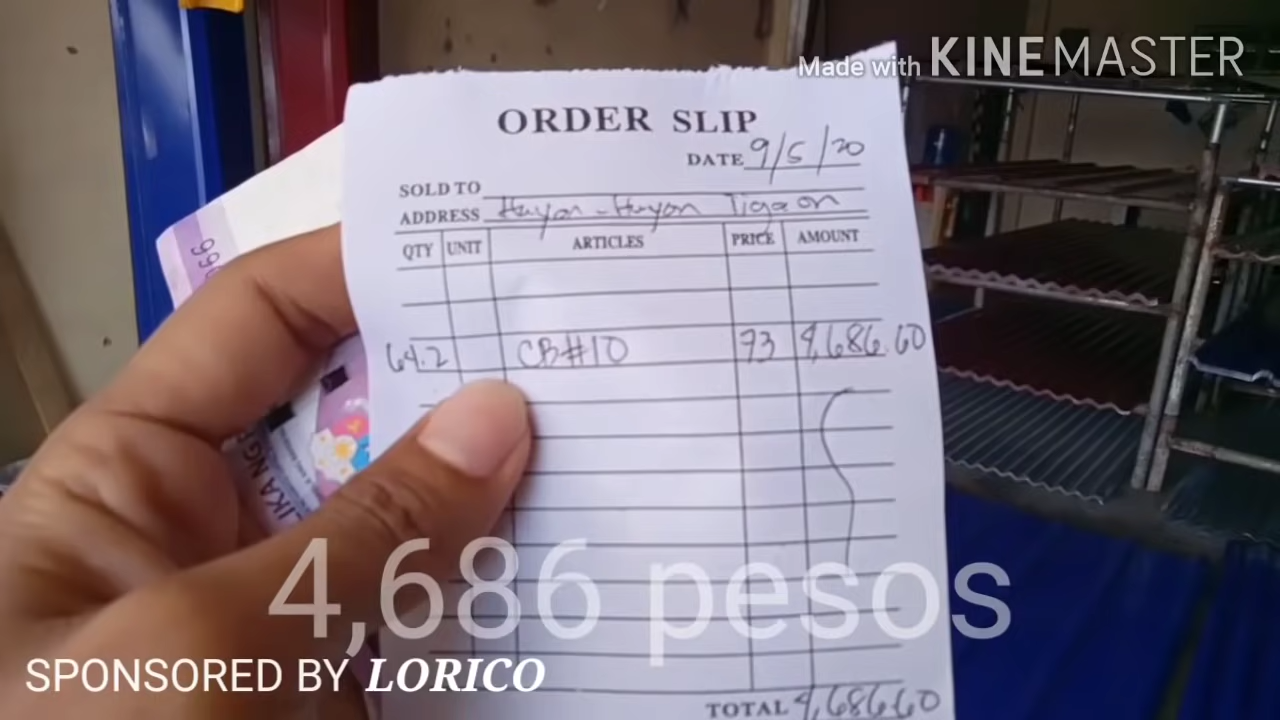 Made with KINEMASTER
ORDER SLIP
DATE 9/5/20
SOLD TO
ADDRESS Huyon-Huyon Tigaon
QTY UNIT ARTICLES PRICE AMOUNT
64.2 CB#10 73 4,686.60
4,686 pesos
SPONSORED BY LORICO
TOTAL 4,686.60